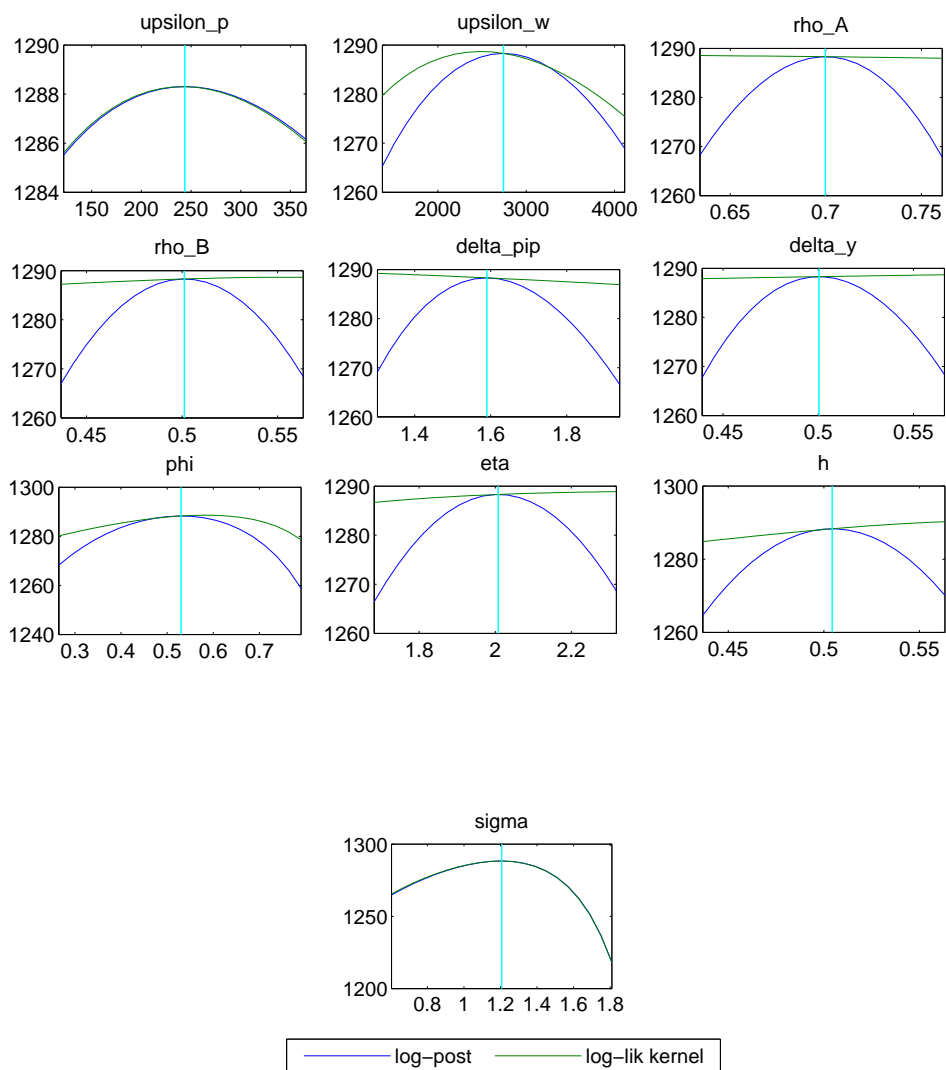 upsilon_p
upsilon_w
rho_A
1290
1288
1286
1284
150 200 250 300 350
1290
1280
1270
1260
2000 3000 4000
1290
1280
1270
1260
0.65 0.7 0.75
rho_B
delta_pip
delta_y
1290
1280
1270
1260
0.45 0.5 0.55
1290
1280
1270
1260
1.4 1.6 1.8
1290
1280
1270
1260
0.45 0.5 0.55
phi
eta
h
1300
1280
1260
1240
0.3 0.4 0.5 0.6 0.7
1290
1280
1270
1260
1.8 2 2.2
1300
1280
1260
0.45 0.5 0.55
sigma
1300
1250
1200
0.8 1 1.2 1.4 1.6 1.8
log−post log−lik kernel